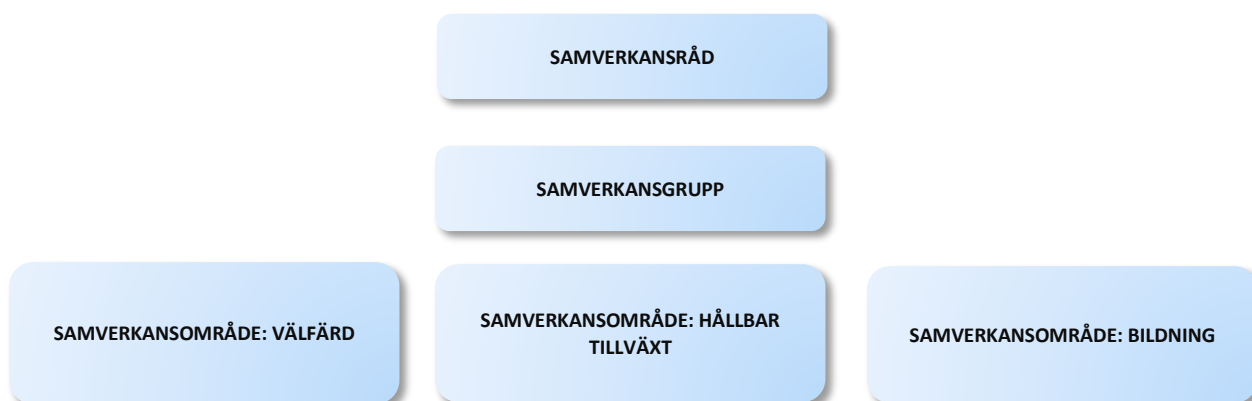 SAMVERKANSRÅD
SAMVERKANSGRUPP
SAMVERKANSOMRÅDE: VÄLFÄRD
SAMVERKANSOMRÅDE: HÅLLBAR
TILLVÄXT
SAMVERKANSOMRÅDE: BILDNING